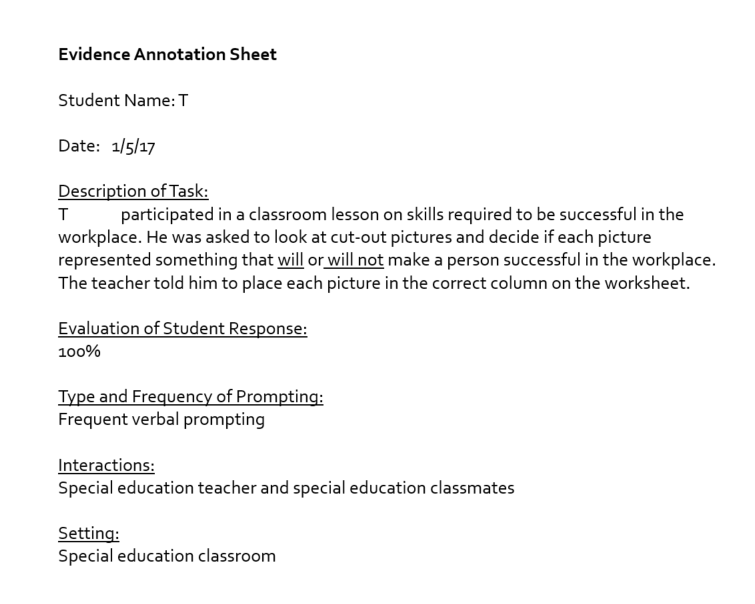 Evidence Annotation Sheet
Student Name: T
Date: 1/5/17
Description of Task:
T participated in a classroom lesson on skills required to be successful in the
workplace. He was asked to look at cut-out pictures and decide if each picture
represented something that will or will not make a person successful in the workplace.
The teacher told him to place each picture in the correct column on the worksheet.
Evaluation of Student Response:
100%
Type and Frequency of Prompting:
Frequent verbal prompting
Interactions:
Special education teacher and special education classmates
Setting:
Special education classroom